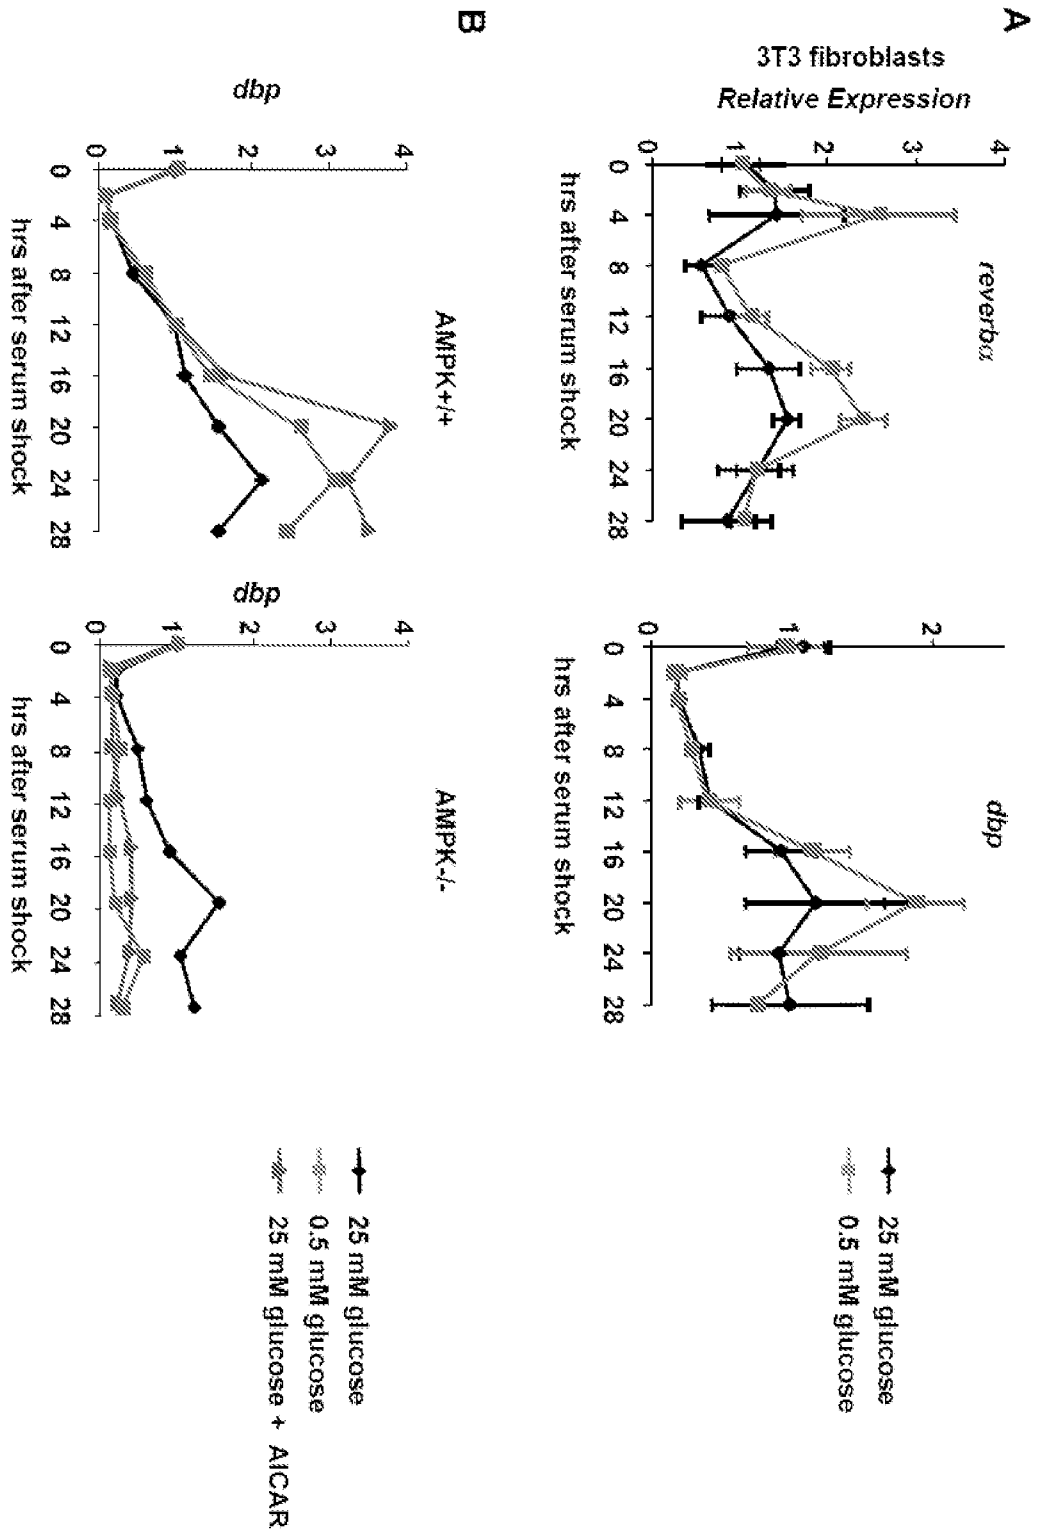 A
3T3 fibroblasts
Relative Expression
reverbα
4
3
2
1
0
0 4 8 12 16 20 24 28
hrs after serum shock
dbp
2
1
0
0 4 8 12 16 20 24 28
hrs after serum shock
25 mM glucose
0.5 mM glucose
B
dbp
AMPK+/+
4
3
2
1
0
0 4 8 12 16 20 24 28
hrs after serum shock
dbp
AMPK-/-
4
3
2
1
0
0 4 8 12 16 20 24 28
hrs after serum shock
25 mM glucose
0.5 mM glucose
25 mM glucose + AICAR